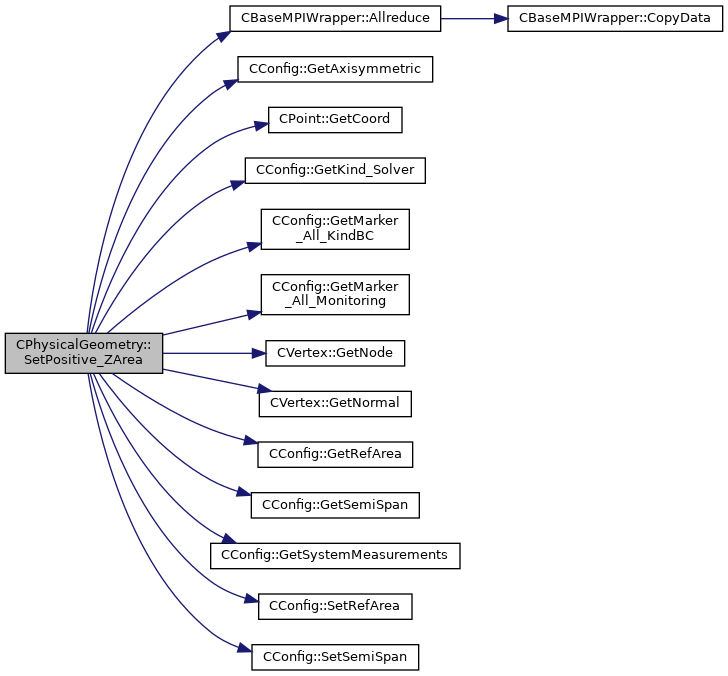 CPhysicalGeometry::
SetPositive_ZArea
CBaseMPIWrapper::Allreduce
CBaseMPIWrapper::CopyData
CConfig::GetAxisymmetric
CPoint::GetCoord
CConfig::GetKind_Solver
CConfig::GetMarker
_All_KindBC
CConfig::GetMarker
_All_Monitoring
CVertex::GetNode
CVertex::GetNormal
CConfig::GetRefArea
CConfig::GetSemiSpan
CConfig::GetSystemMeasurements
CConfig::SetRefArea
CConfig::SetSemiSpan